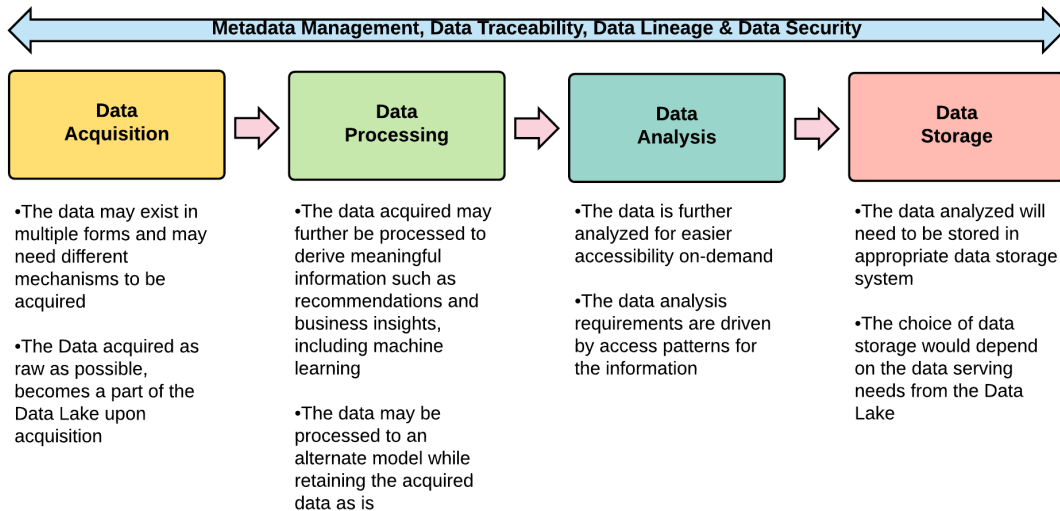 Metadata Management, Data Traceability, Data Lineage & Data Security
Data
Acquisition
Data
Processing
Data
Analysis
Data
Storage
•The data may exist in
multiple forms and may
need different
mechanisms to be
acquired
•The Data acquired as
raw as possible,
becomes a part of the
Data Lake upon
acquisition
•The data acquired may
further be processed to
derive meaningful
information such as
recommendations and
business insights,
including machine
learning
•The data may be
processed to an
alternate model while
retaining the acquired
data as is
•The data is further
analyzed for easier
accessibility on-demand
•The data analysis
requirements are driven
by access patterns for
the information
•The data analyzed will
need to be stored in
appropriate data storage
system
•The choice of data
storage would depend
on the data serving
needs from the Data
Lake